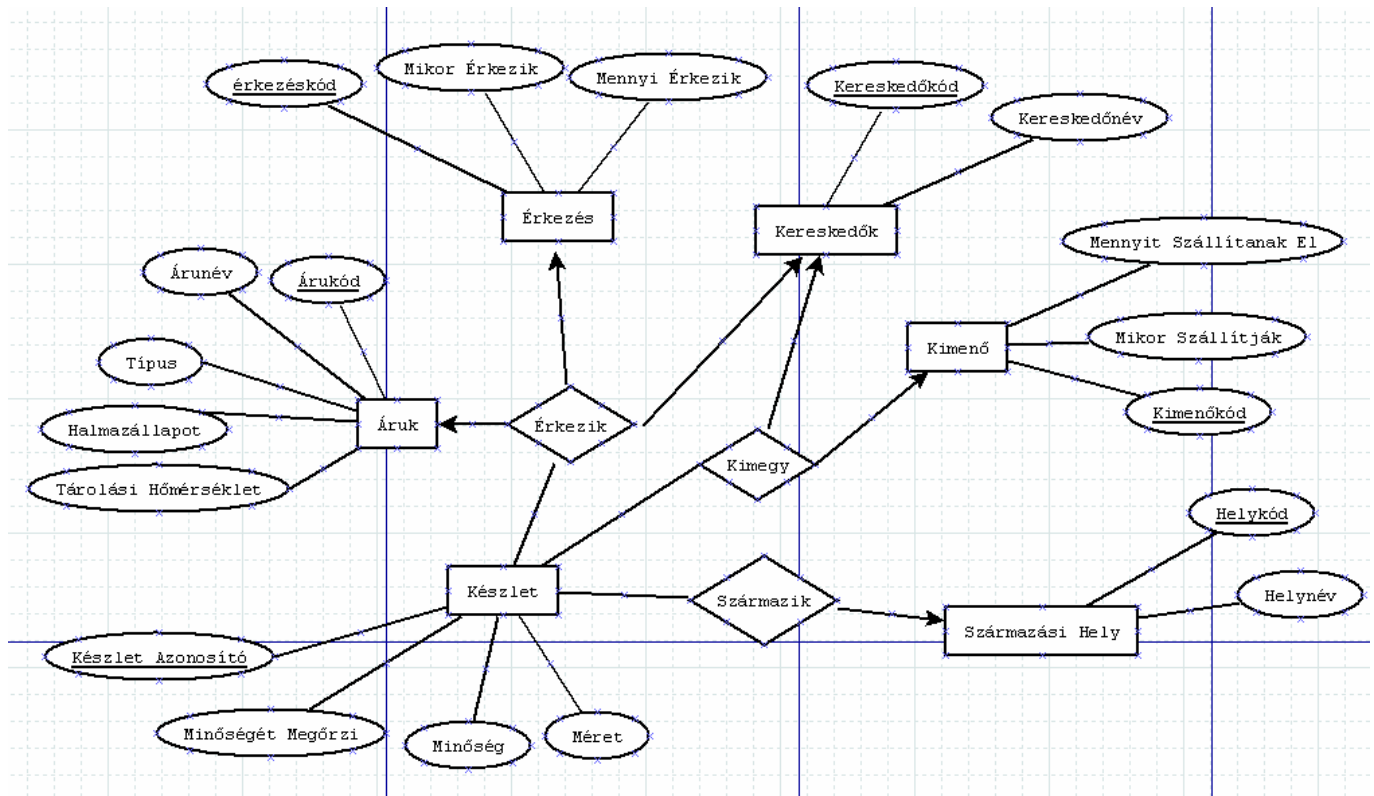 Mikor Érkezik
Mennyi Érkezik
érkezéskód
Kereskedőkód
Kereskedőnév
Érkezés
Kereskedők
Mennyit Szállítanak El
Árunév
Árukód
Mikor Szállítják
Kimenő
Típus
Kimenőkód
Halmazállapot
Áruk
Érkezik
Kimegy
Tárolási Hőmérséklet
Helykód
Készlet
Származik
Helynév
Származási Hely
Készlet Azonosító
Minőségét Megőrzi
Minőség
Méret